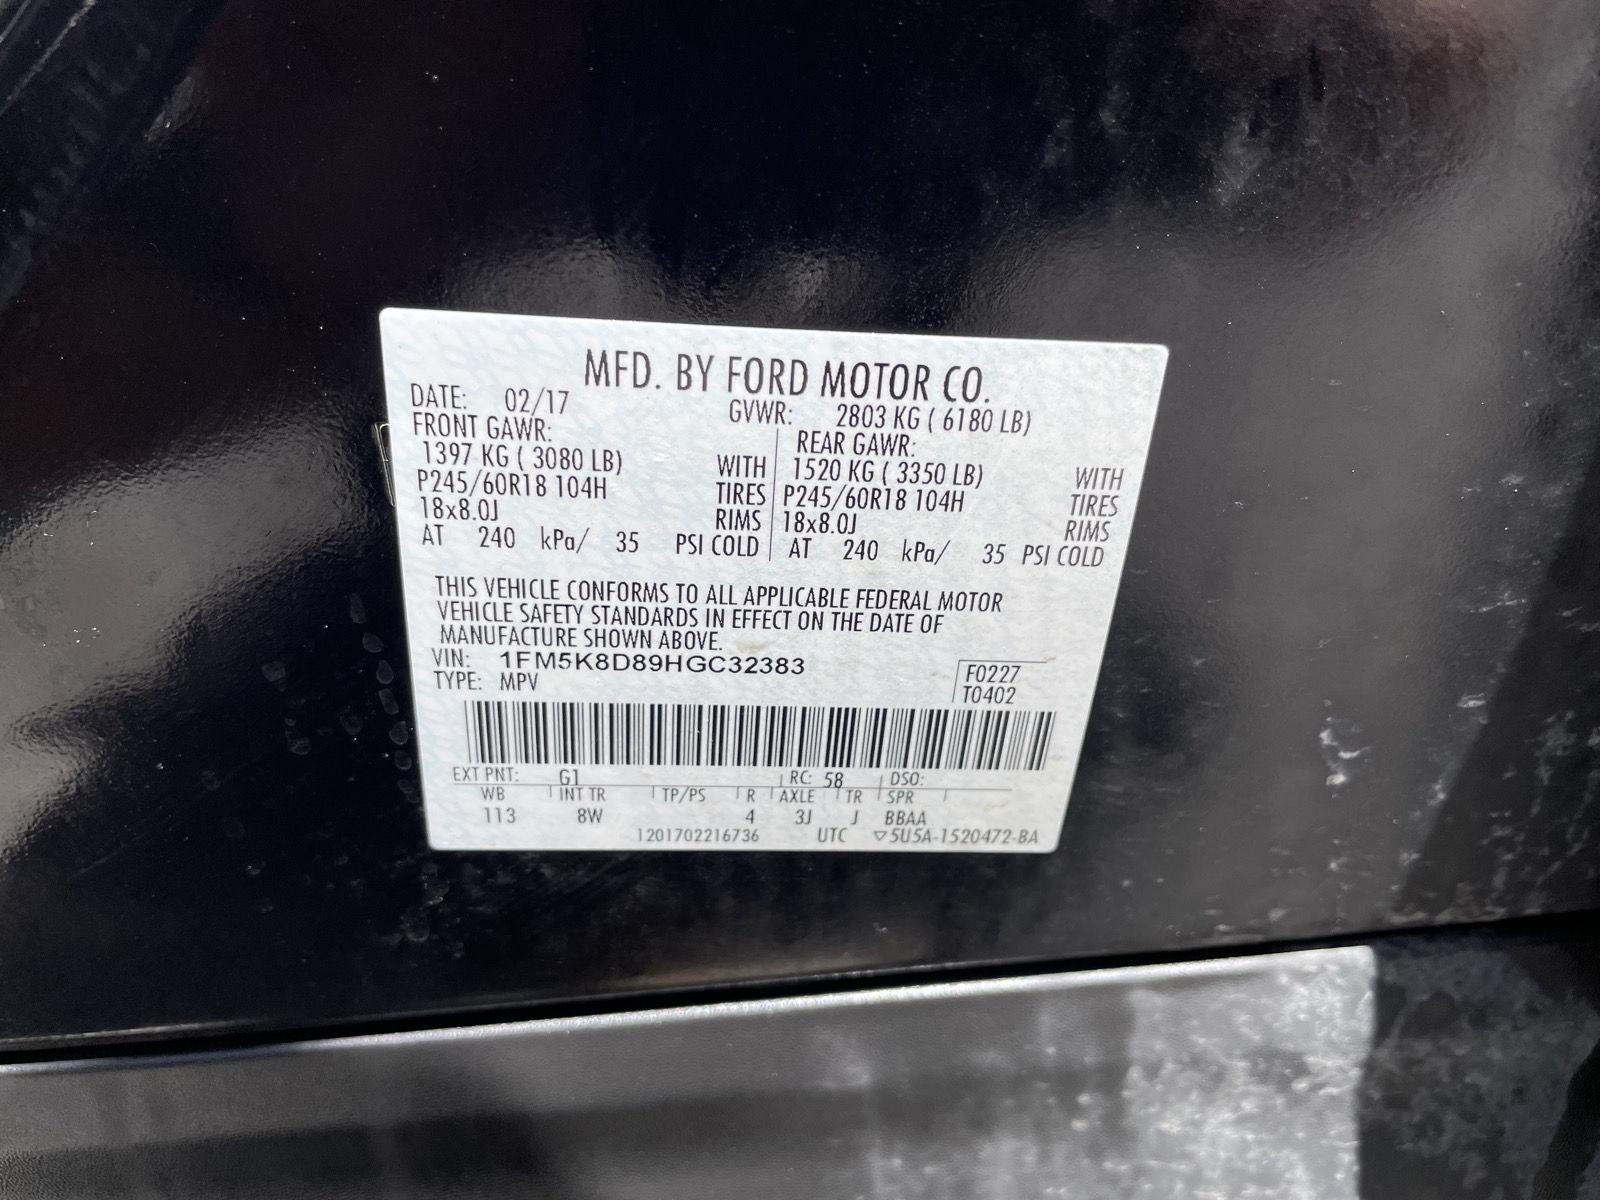 MFD. BY FORD MOTOR CO.
DATE: 02/17 GVWR: 2803 KG ( 6180 LB)
FRONT GAWR: REAR GAWR:
1397 KG ( 3080 LB) WITH 1520 KG ( 3350 LB) WITH
P245/60R18 104H TIRES P245/60R18 104H TIRES
18x8.0J RIMS 18x8.0J RIMS
AT 240 kPa/ 35 PSI COLD AT 240 kPa/ 35 PSI COLD
THIS VEHICLE CONFORMS TO ALL APPLICABLE FEDERAL MOTOR
VEHICLE SAFETY STANDARDS IN EFFECT ON THE DATE OF
MANUFACTURE SHOWN ABOVE.
VIN: 1FM5K8D89HGC32383 F0227
TYPE: MPV T0402
EXT PNT: G1 RC: 58 DSO:
WB INT TR TP/PS R AXLE TR SPR
113 8W 4 3J J BBAA
1201702216736 UTC ▽5U5A-1520472-BA